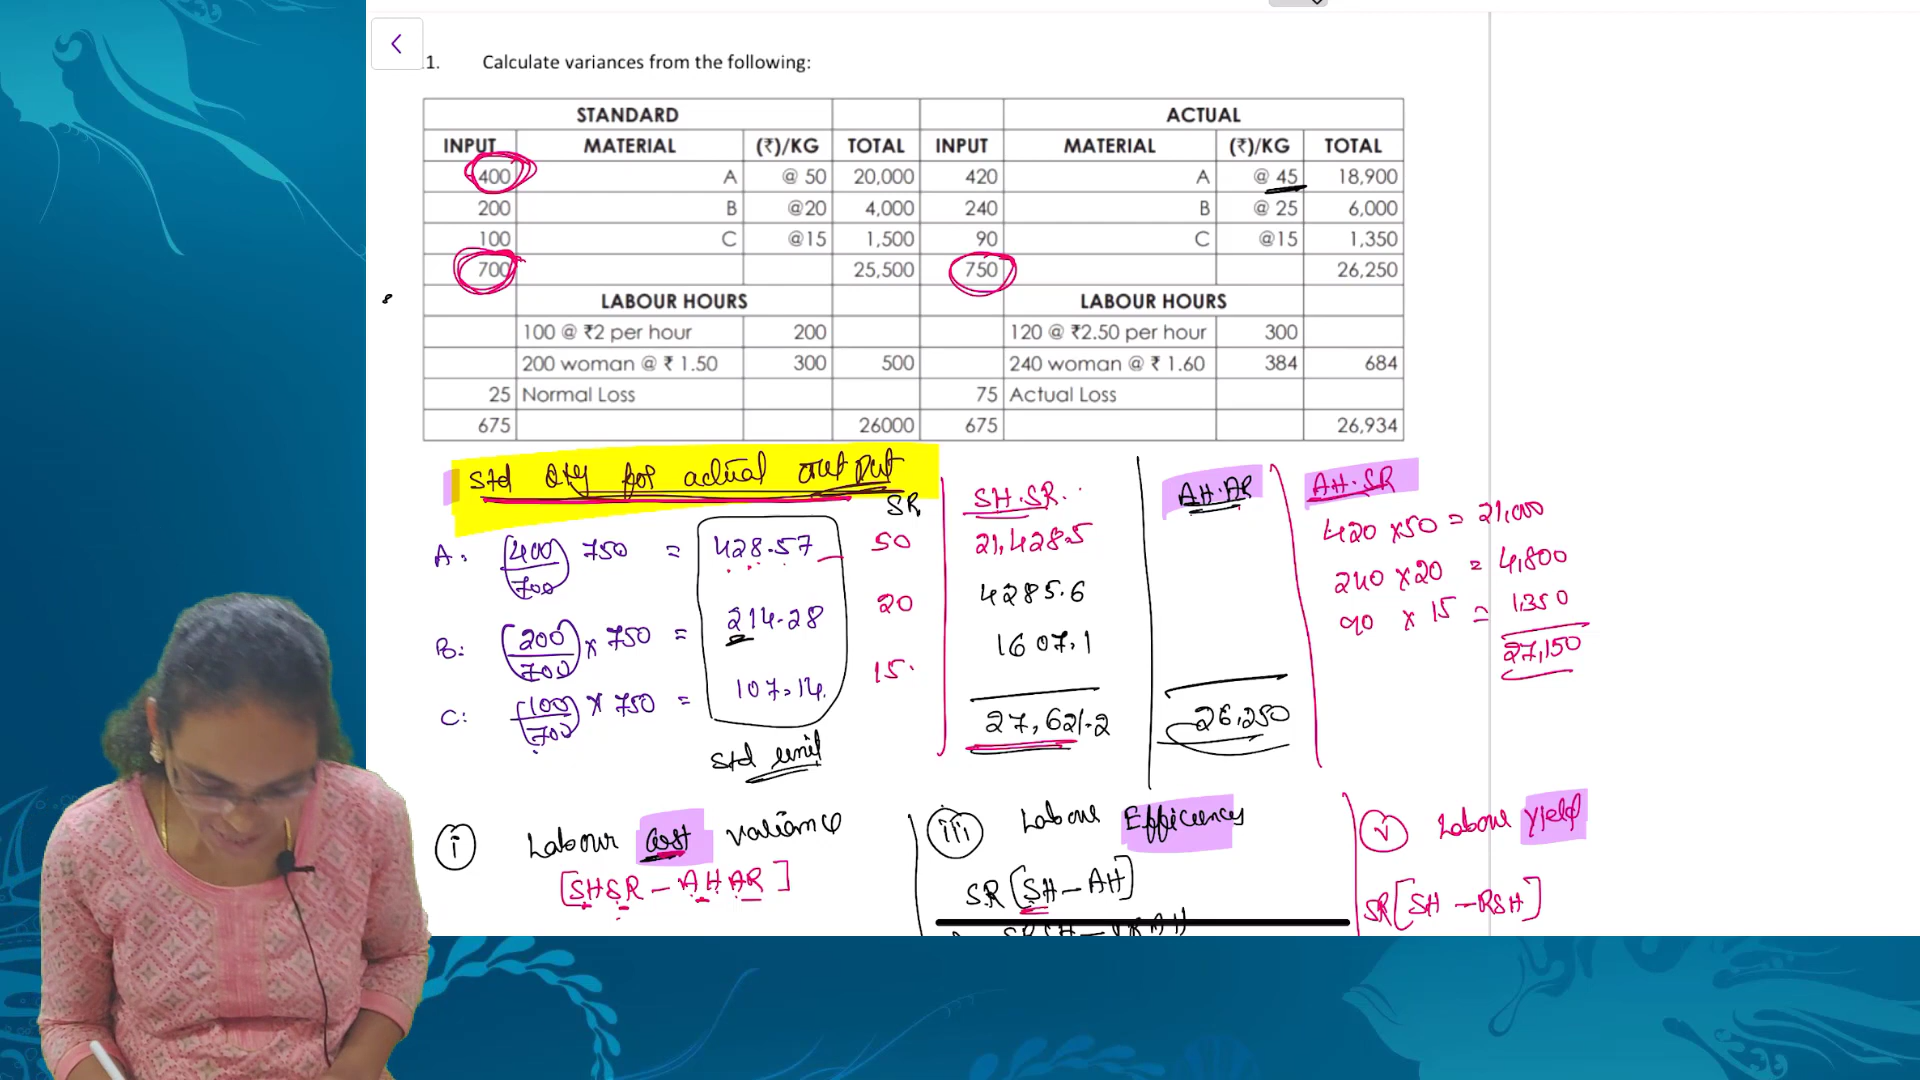 1. Calculate variances from the following:
STANDARD ACTUAL
INPUT MATERIAL (₹)/KG TOTAL INPUT MATERIAL (₹)/KG TOTAL
400 A @ 50 20,000 420 A @ 45 18,900
200 B @20 4,000 240 B @ 25 6,000
100 C @15 1,500 90 C @15 1,350
700 25,500 750 26,250
LABOUR HOURS LABOUR HOURS
100 @ ₹2 per hour 200 120 @ ₹2.50 per hour 300
200 woman @ ₹ 1.50 300 500 240 woman @ ₹ 1.60 384 684
25 Normal Loss 75 Actual Loss
675 26000 675 26,934
Std Qty for actual output
SR SH.SR. AH.AR AH.SR
A: (400/700) 750 = 428.57 50 21,428.5 420 x50 = 21,000
B: (200/700) x 750 = 214.28 20 4285.6 240 x20 = 4,800
C: (100/700) x 750 = 107.14. 15. 1607.1 90 x 15 = 1350
27,621.2 26,250 27,150
Std unit
i Labour Cost variance
[SHSR – AHAR]
iii Labour Efficiency
SR[SH – AH]
v Labour Yield
SR[SH – RSH]